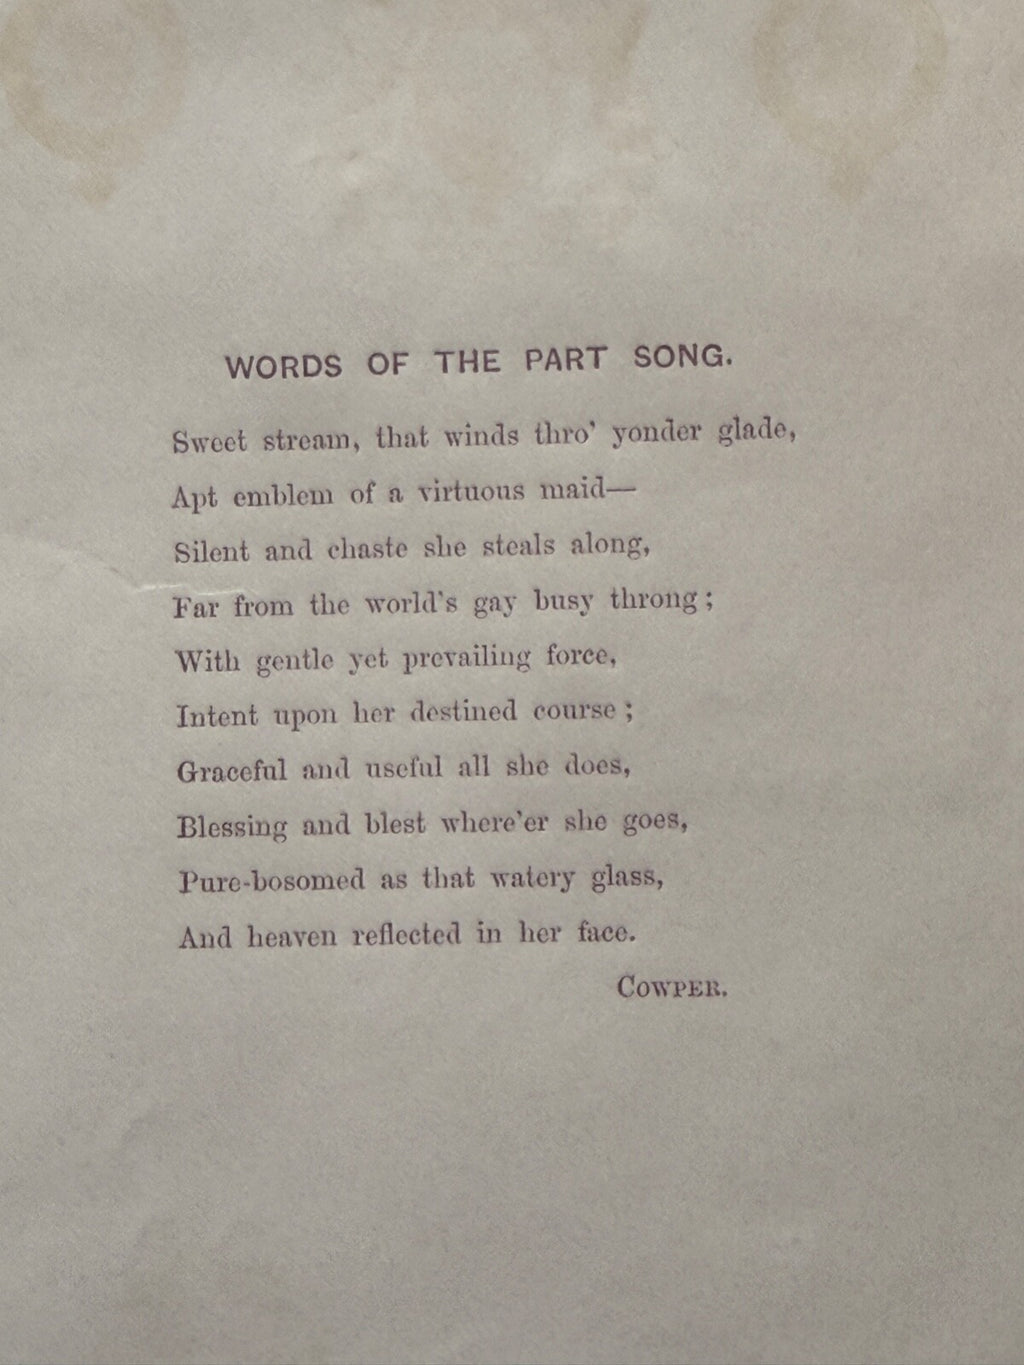 WORDS OF THE PART SONG.
Sweet stream, that winds thro' yonder glade,
Apt emblem of a virtuous maid—
Silent and chaste she steals along,
Far from the world's gay busy throng;
With gentle yet prevailing force,
Intent upon her destined course;
Graceful and useful all she does,
Blessing and blest where'er she goes,
Pure-bosomed as that watery glass,
And heaven reflected in her face.
COWPER.